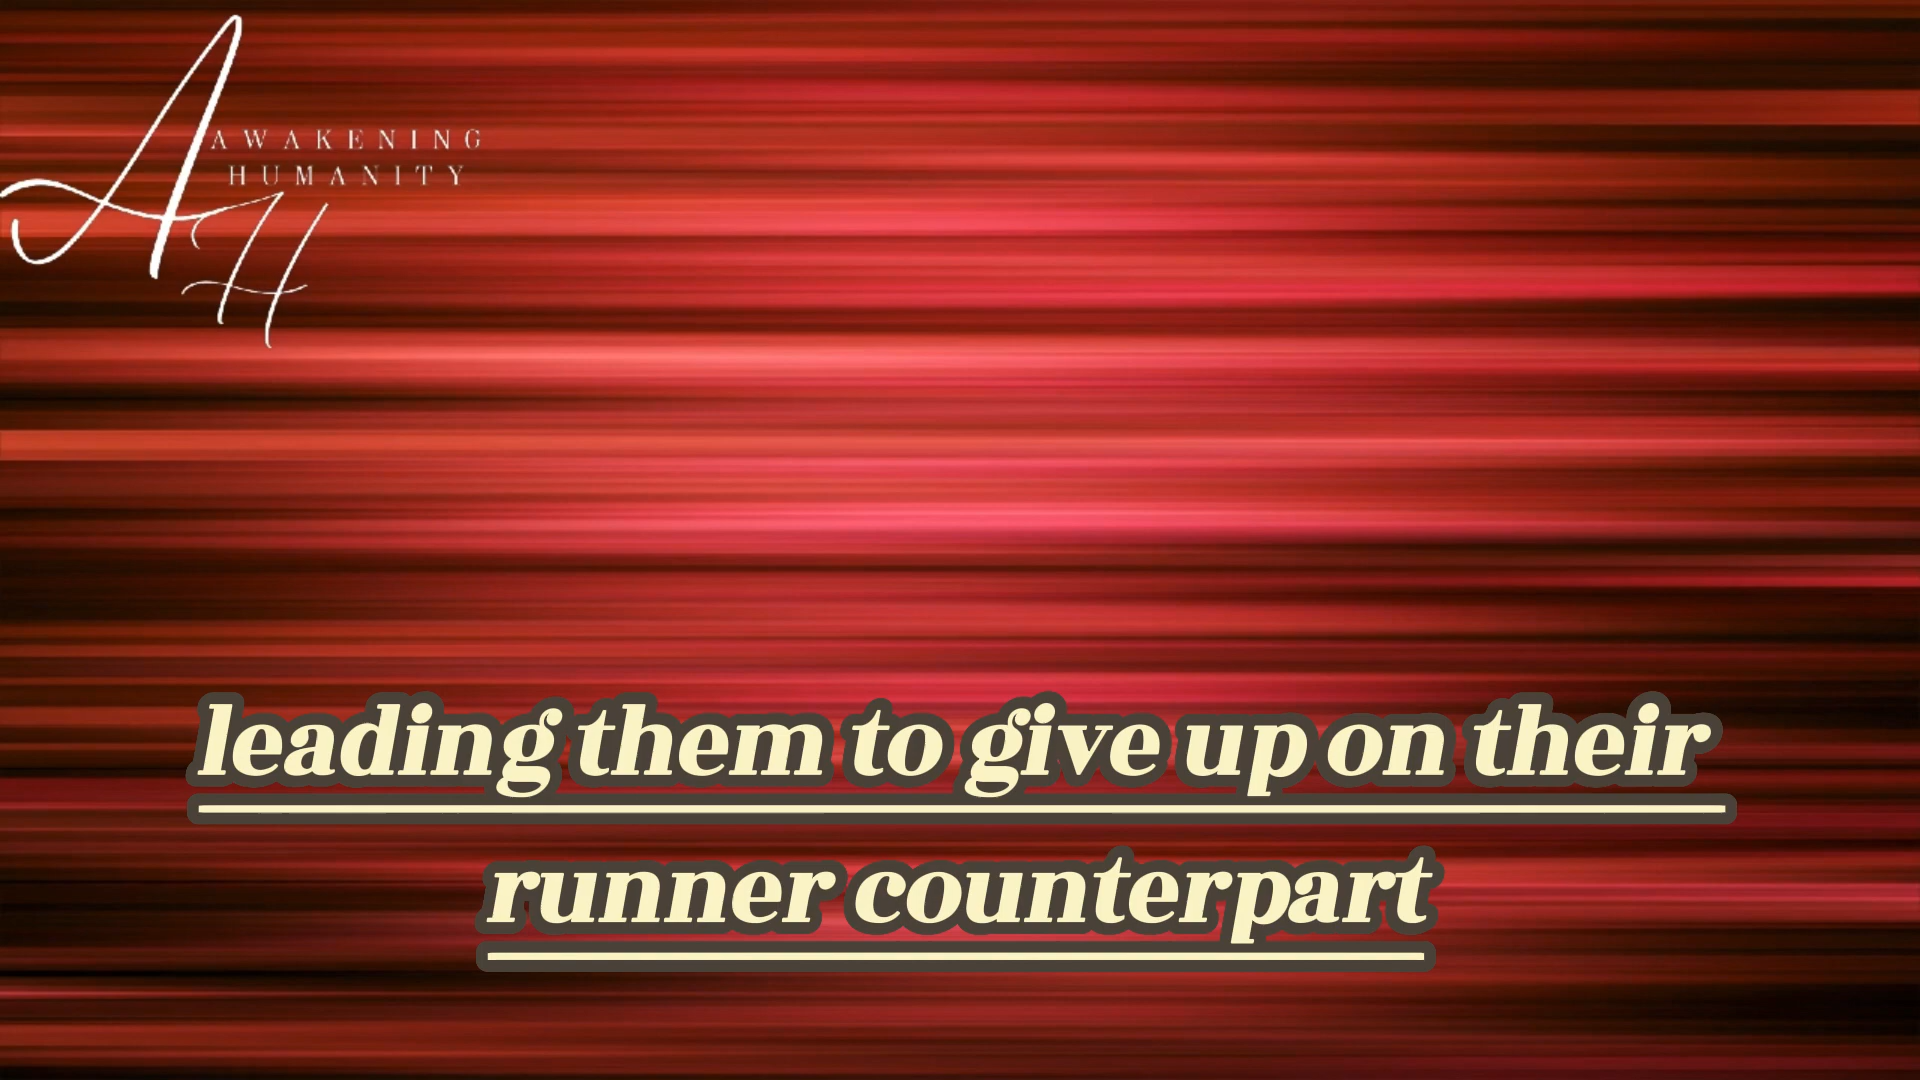 AWAKENING
HUMANITY
AH
leading them to give up on their
runner counterpart